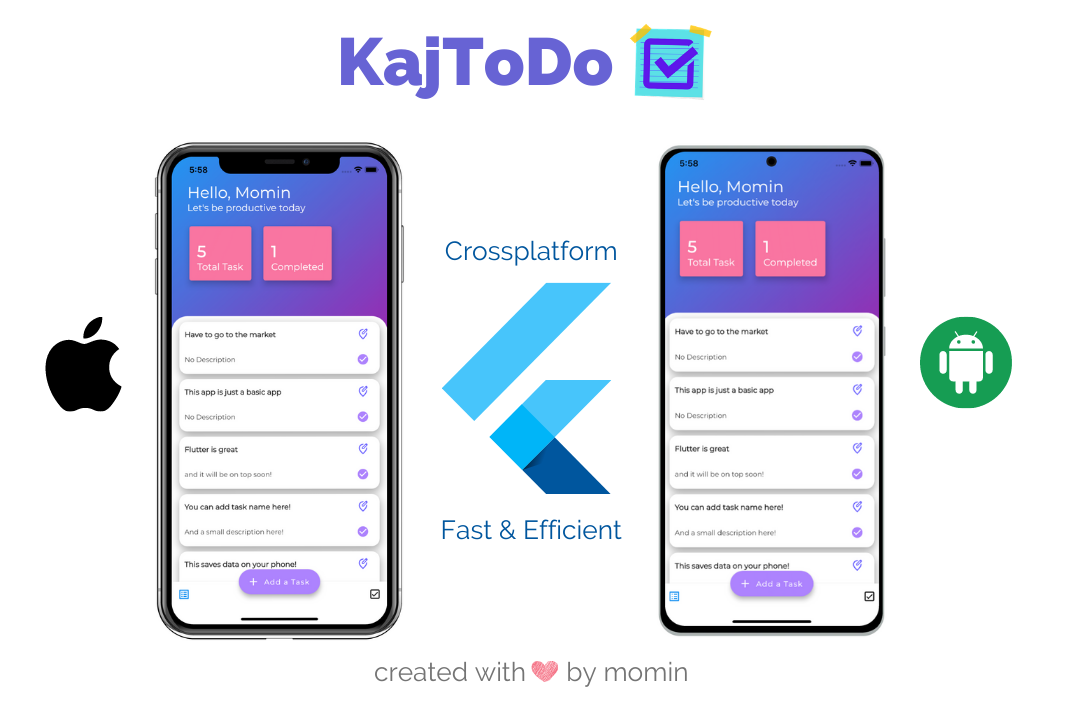 KajToDo
5:58
Hello, Momin
Let's be productive today
5
Total Task
1
Completed
Have to go to the market
No Description
This app is just a basic app
No Description
Flutter is great
and it will be on top soon!
You can add task name here!
And a small description here!
This saves data on your phone!
+ Add a Task
Crossplatform
Fast & Efficient
5:58
Hello, Momin
Let's be productive today
5
Total Task
1
Completed
Have to go to the market
No Description
This app is just a basic app
No Description
Flutter is great
and it will be on top soon!
You can add task name here!
And a small description here!
This saves data on your phone!
+ Add a Task
created with by momin